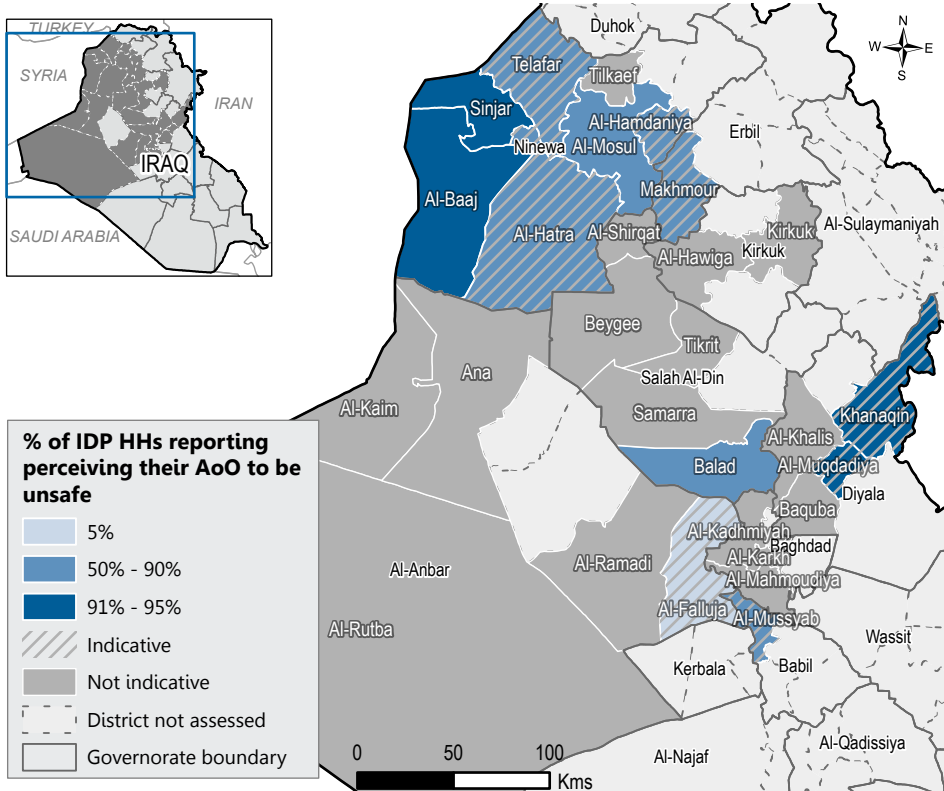 TURKEY
SYRIA
IRAN
IRAQ
SAUDI ARABIA
N
W E
S
Duhok
Telafar
Tilkaef
Sinjar
Al-Hamdaniya
Ninewa
Al-Mosul
Erbil
Al-Baaj
Makhmour
Al-Hatra
Al-Shirqat
Kirkuk
Al-Sulaymaniyah
Al-Hawiga
Kirkuk
Beygee
Tikrit
Ana
Salah Al-Din
Al-Kaim
Samarra
Khanaqin
Al-Khalis
Balad
Al-Muqdadiya
Diyala
Baquba
Al-Kadhmiyah
Baghdad
Al-Karkh
Al-Ramadi
Al-Anbar
Al-Mahmoudiya
Al-Falluja
Al-Mussyab
Al-Rutba
Wassit
Kerbala
Babil
Al-Najaf
Al-Qadissiya
% of IDP HHs reporting
perceiving their AoO to be
unsafe
5%
50% - 90%
91% - 95%
Indicative
Not indicative
District not assessed
Governorate boundary
0 50 100
Kms